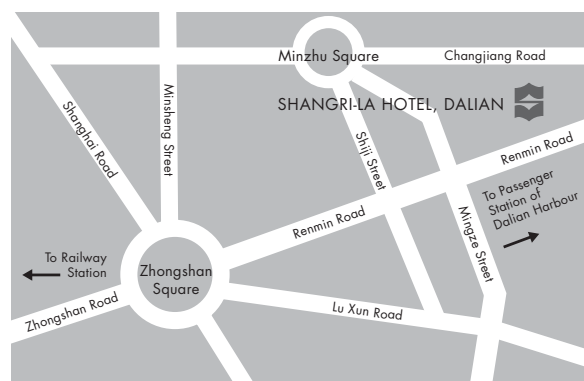 Minzhu Square
Changjiang Road
Shanghai Road
Minsheng Street
SHANGRI-LA HOTEL, DALIAN
Shiji Street
Renmin Road
To Passenger
Station of
Dalian Harbour
Renmin Road
Mingze Street
To Railway
Station
Zhongshan
Square
Zhongshan Road
Lu Xun Road